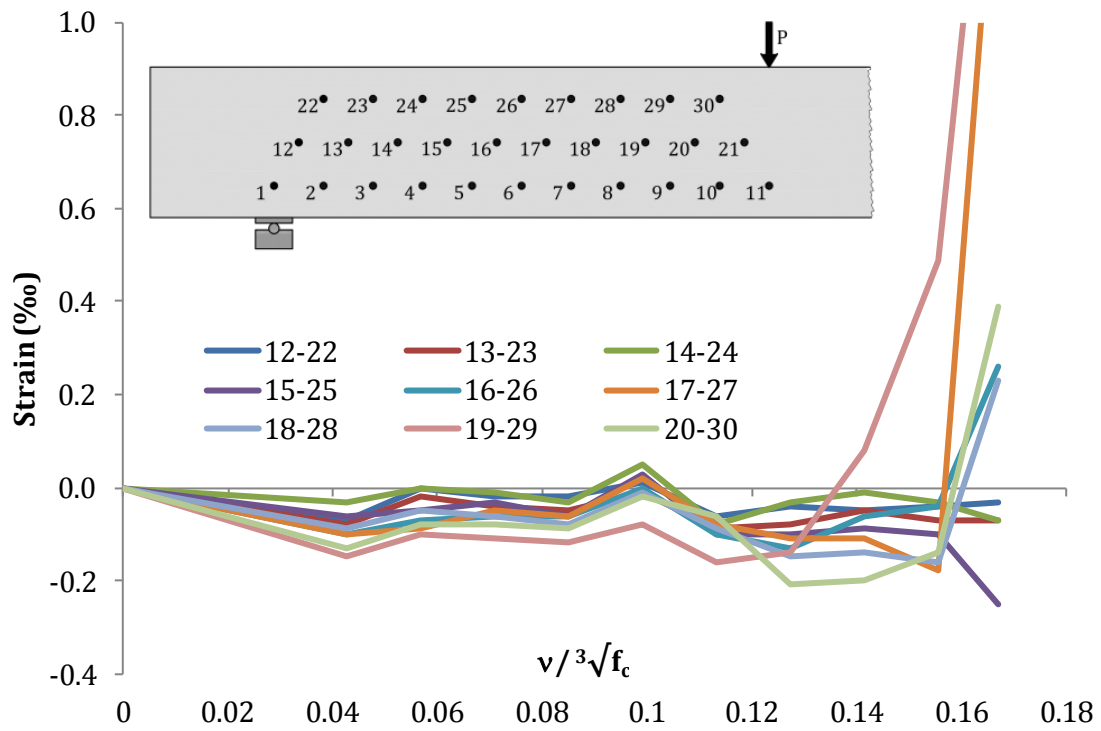 1.0
P
22 23 24 25 26 27 28 29 30
0.8
12 13 14 15 16 17 18 19 20 21
1 2 3 4 5 6 7 8 9 10 11
0.6
0.4
12-22 13-23 14-24
0.2
15-25 16-26 17-27
18-28 19-29 20-30
Strain (‰)
0.0
-0.2
ν/ ³√fc
-0.4
0 0.02 0.04 0.06 0.08 0.1 0.12 0.14 0.16 0.18